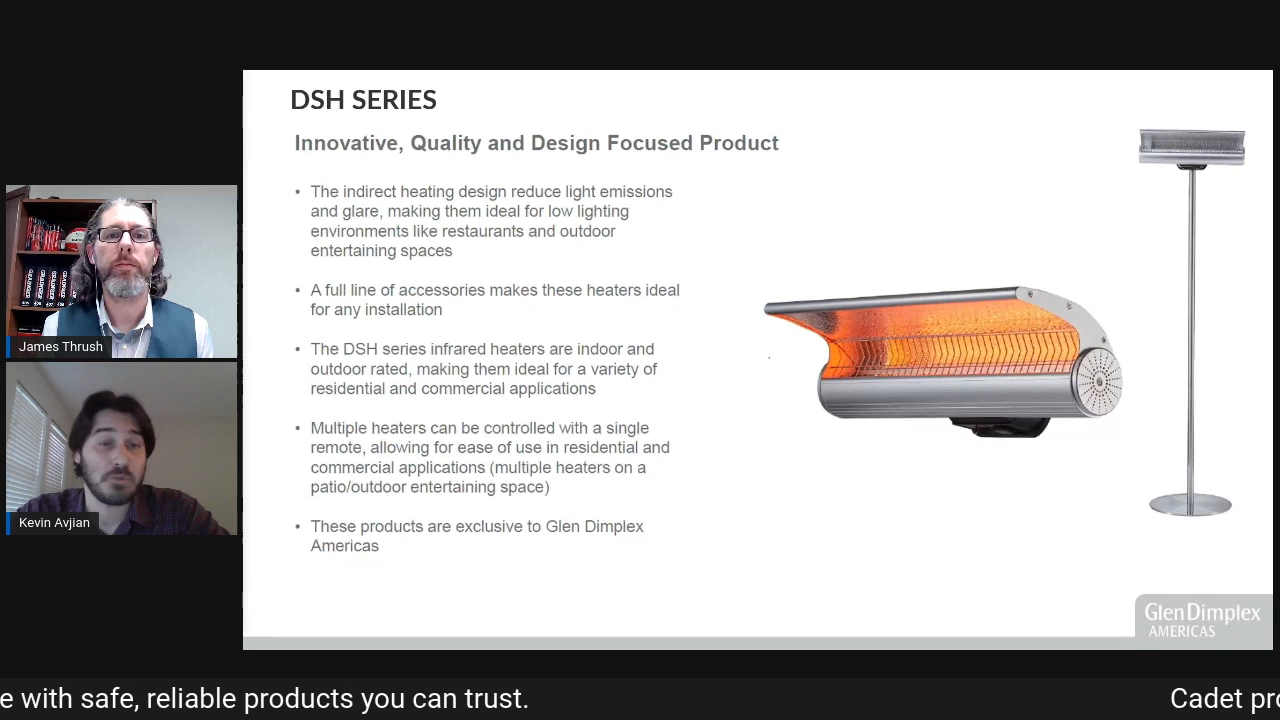 DSH SERIES
Innovative, Quality and Design Focused Product
• The indirect heating design reduce light emissions
and glare, making them ideal for low lighting
environments like restaurants and outdoor
entertaining spaces
• A full line of accessories makes these heaters ideal
for any installation
• The DSH series infrared heaters are indoor and
outdoor rated, making them ideal for a variety of
residential and commercial applications
• Multiple heaters can be controlled with a single
remote, allowing for ease of use in residential and
commercial applications (multiple heaters on a
patio/outdoor entertaining space)
• These products are exclusive to Glen Dimplex
Americas
James Thrush
Kevin Avjian
GlenDimplex
AMERICAS
e with safe, reliable products you can trust.
Cadet pro